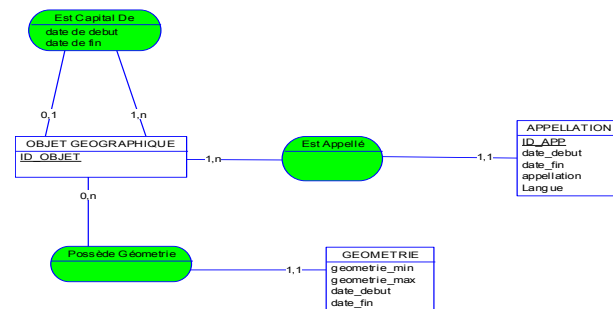 Est Capital De
date de debut
date de fin
0,1
1,n
OBJET GEOGRAPHIQUE
ID_OBJET
1,n
Est Appellé
1,1
APPELLATION
ID_APP
date_debut
date_fin
appellation
Langue
0,n
Possède Géometrie
1,1
GEOMETRIE
geometrie_min
geometrie_max
date_debut
date_fin